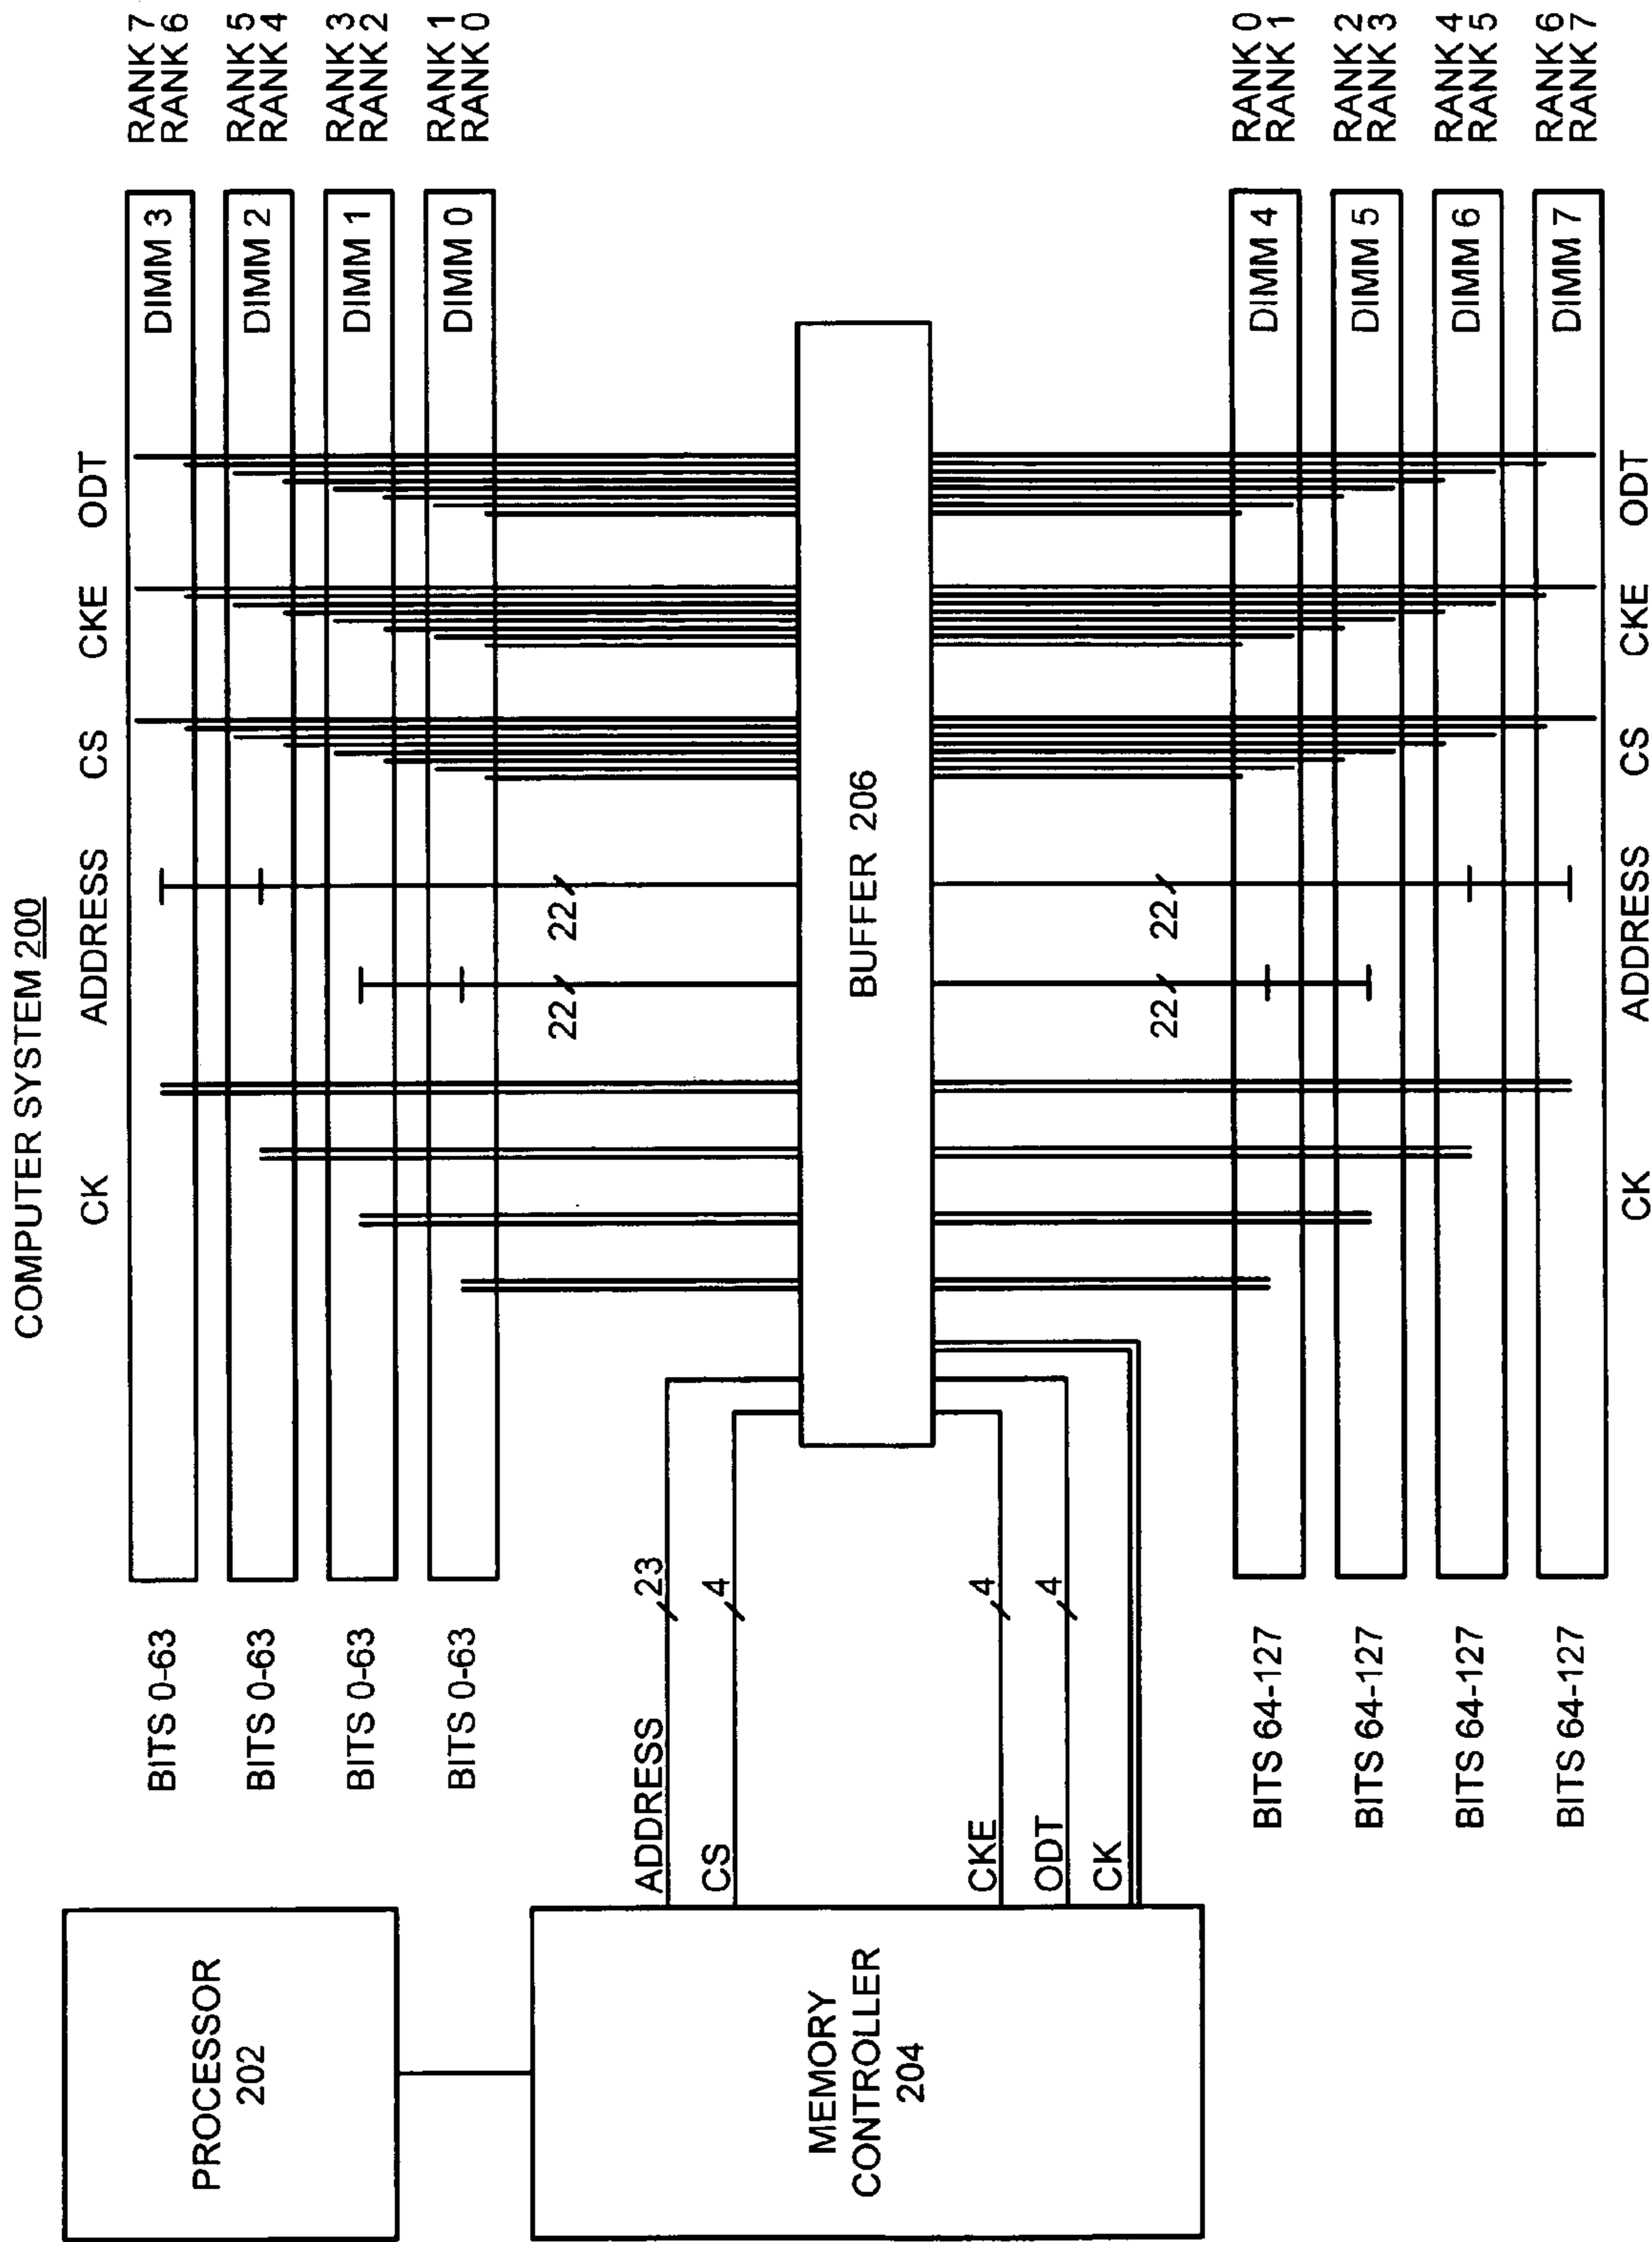 COMPUTER SYSTEM 200
PROCESSOR
202
MEMORY
CONTROLLER
204
ADDRESS
23
CS
4
CKE
4
ODT
4
CK
BUFFER 206
CK
ADDRESS
CS
CKE
ODT
BITS 0-63
DIMM 3
RANK 7
RANK 6
BITS 0-63
DIMM 2
RANK 5
RANK 4
BITS 0-63
DIMM 1
RANK 3
RANK 2
BITS 0-63
DIMM 0
RANK 1
RANK 0
22
22
22
22
BITS 64-127
DIMM 4
RANK 0
RANK 1
BITS 64-127
DIMM 5
RANK 2
RANK 3
BITS 64-127
DIMM 6
RANK 4
RANK 5
BITS 64-127
DIMM 7
RANK 6
RANK 7
CK
ADDRESS
CS
CKE
ODT